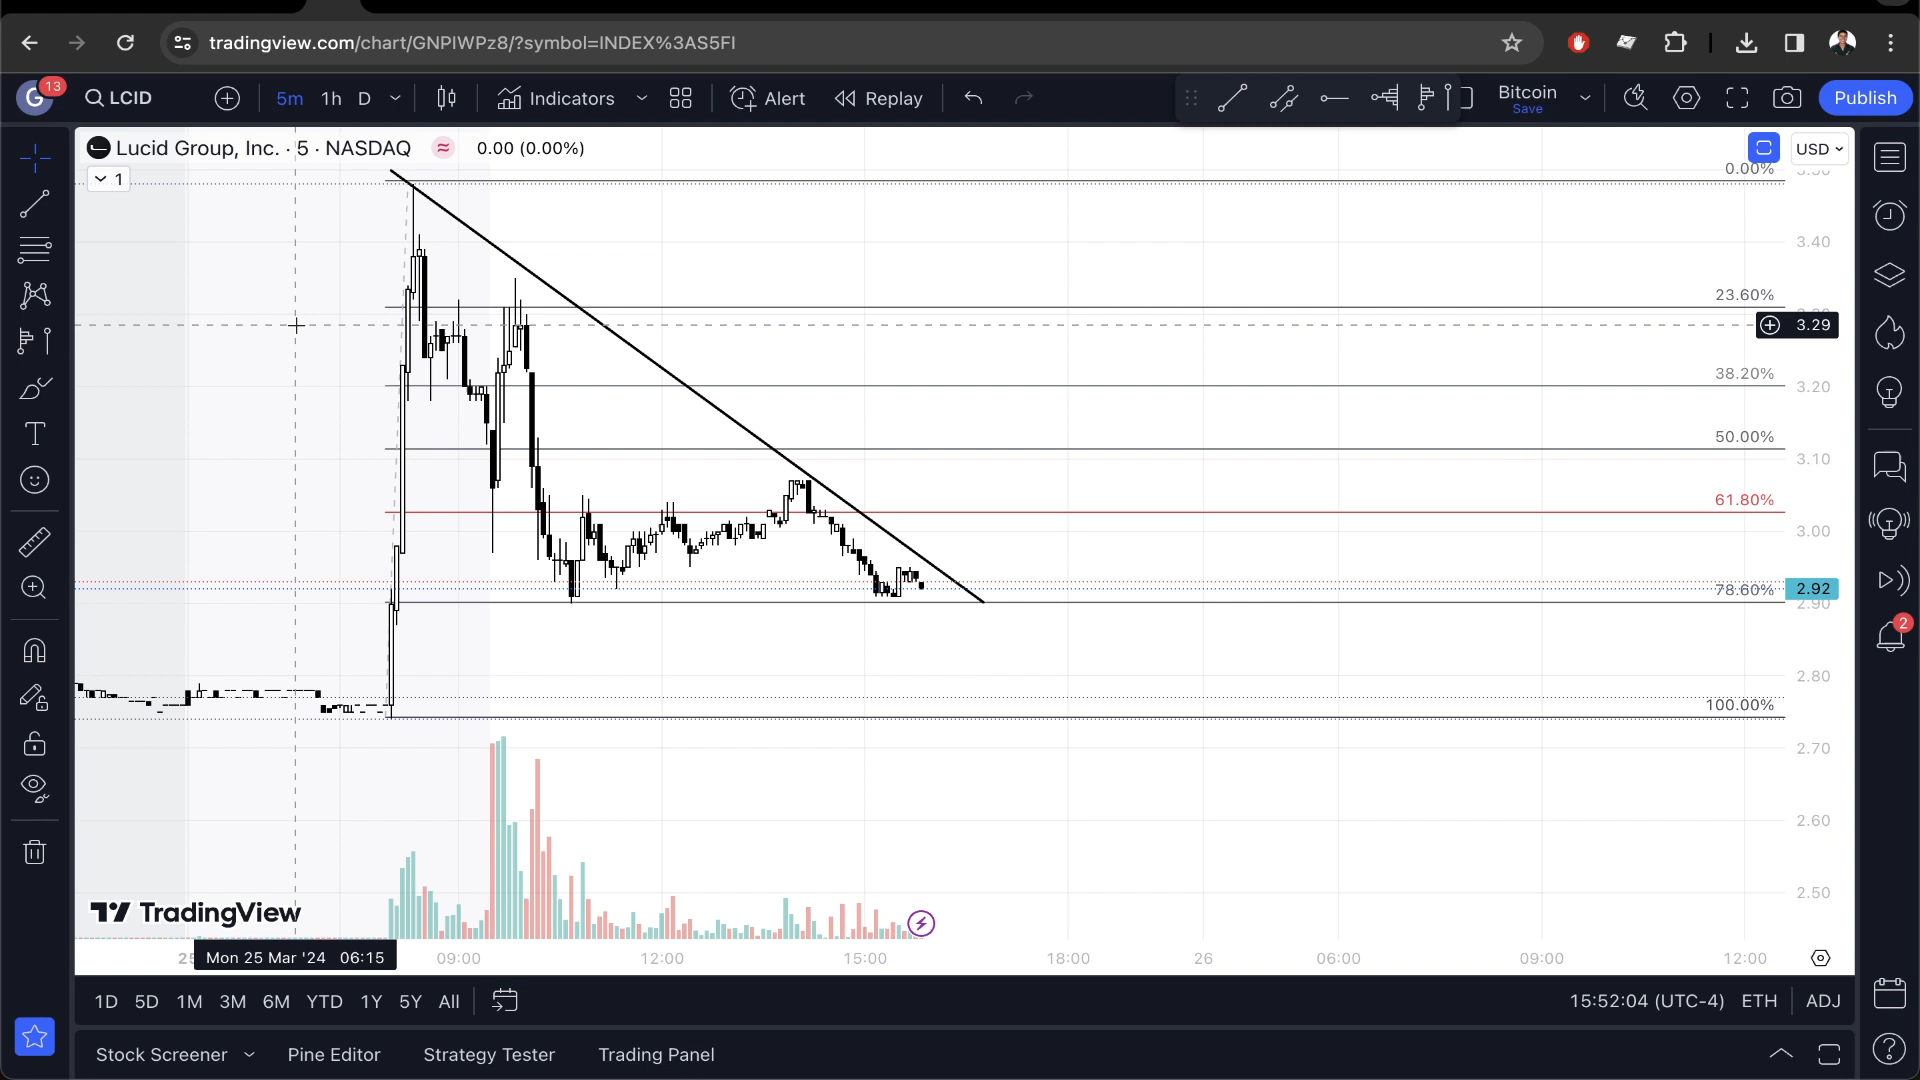 tradingview.com/chart/GNPIWPz8/?symbol=INDEX%3AS5FI
G 13 LCID 5m 1h D Indicators Alert Replay Bitcoin Save Publish
Lucid Group, Inc. · 5 · NASDAQ 0.00 (0.00%) USD
1
0.00%
3.40
23.60%
3.29
38.20%
3.20
50.00%
3.10
61.80%
3.00
78.60% 2.92
2.90
2
2.80
100.00%
2.70
2.60
2.50
TradingView
25 Mon 25 Mar '24 06:15 09:00 12:00 15:00 18:00 26 06:00 09:00 12:00
1D 5D 1M 3M 6M YTD 1Y 5Y All 15:52:04 (UTC-4) ETH ADJ
Stock Screener Pine Editor Strategy Tester Trading Panel